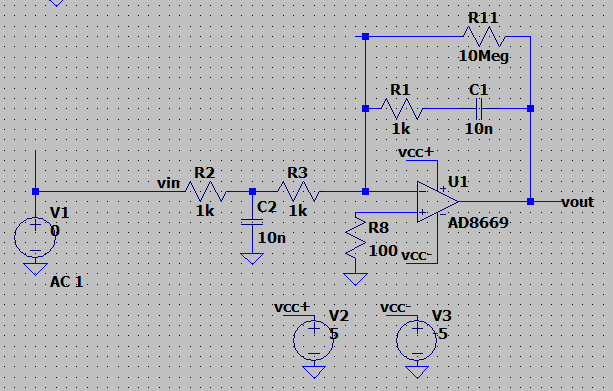 R11
10Meg
R1
C1
1k
10n
VCC+
U1
vin
R2
R3
1k
C2
1k
vout
V1
0
R8
AD8669
10n
100
VCC-
AC 1
VCC+
VCC-
V2
V3
5
-5